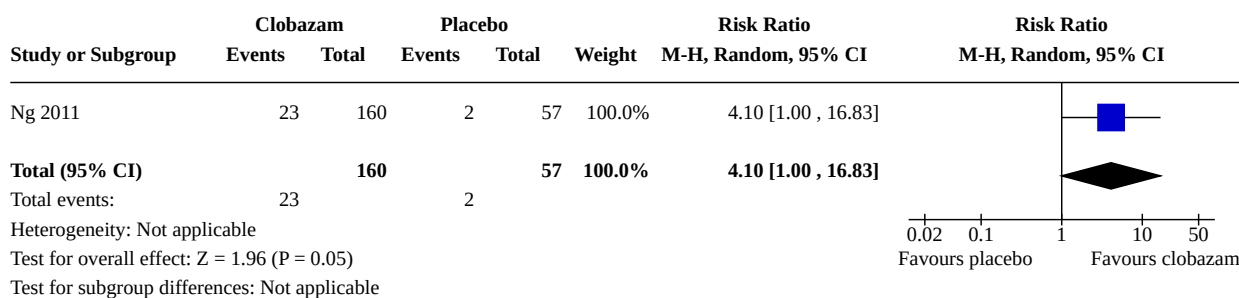 Clobazam Placebo Risk Ratio Risk Ratio
Study or Subgroup Events Total Events Total Weight M-H, Random, 95% CI M-H, Random, 95% CI
Ng 2011 23 160 2 57 100.0% 4.10 [1.00 , 16.83]
Total (95% CI) 160 57 100.0% 4.10 [1.00 , 16.83]
Total events: 23 2
Heterogeneity: Not applicable
0.02 0.1 1 10 50
Test for overall effect: Z = 1.96 (P = 0.05) Favours placebo Favours clobazam
Test for subgroup differences: Not applicable